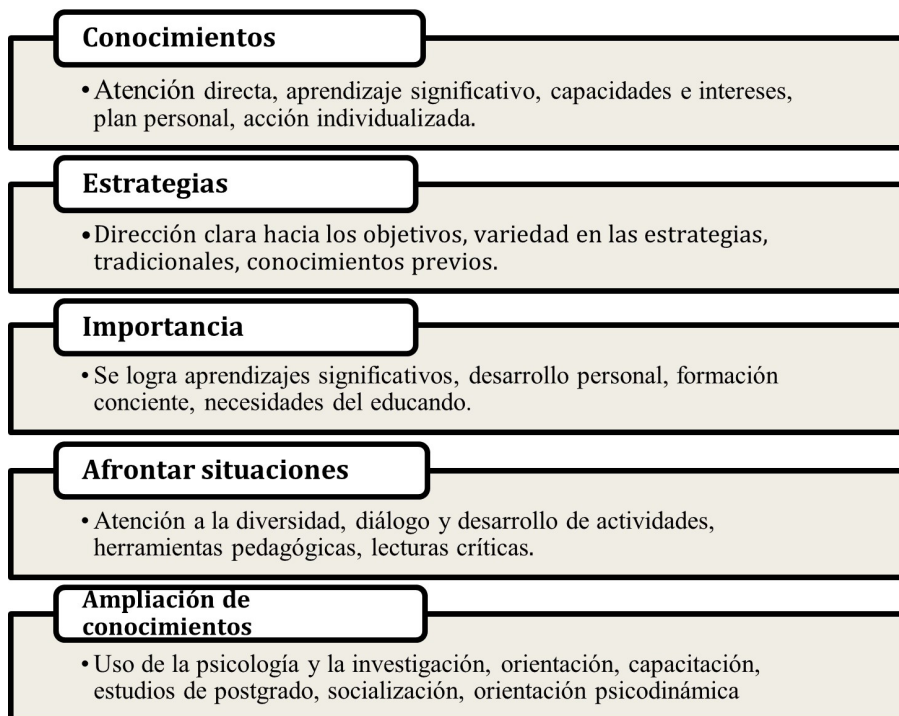 Conocimientos
• Atención directa, aprendizaje significativo, capacidades e intereses,
plan personal, acción individualizada.
Estrategias
• Dirección clara hacia los objetivos, variedad en las estrategias,
tradicionales, conocimientos previos.
Importancia
• Se logra aprendizajes significativos, desarrollo personal, formación
conciente, necesidades del educando.
Afrontar situaciones
• Atención a la diversidad, diálogo y desarrollo de actividades,
herramientas pedagógicas, lecturas críticas.
Ampliación de
conocimientos
• Uso de la psicología y la investigación, orientación, capacitación,
estudios de postgrado, socialización, orientación psicodinámica